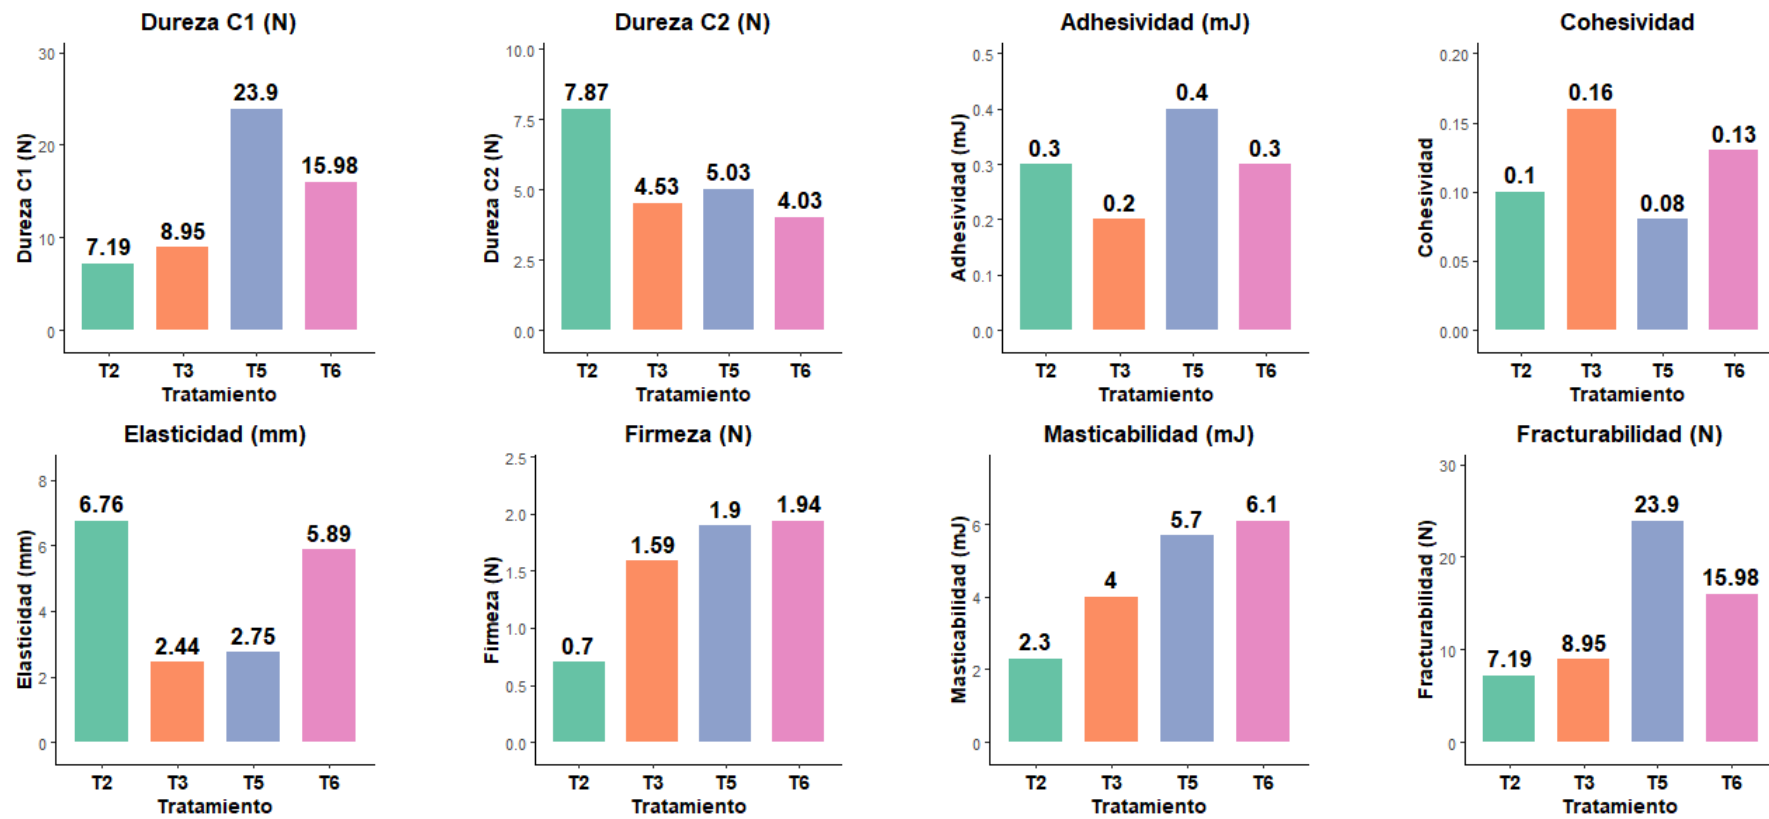 Dureza C1 (N)
30
20
10
0
Dureza C1 (N)
7.19
8.95
23.9
15.98
T2
T3
T5
T6
Tratamiento
Dureza C2 (N)
10.0
7.5
5.0
2.5
0.0
Dureza C2 (N)
7.87
4.53
5.03
4.03
T2
T3
T5
T6
Tratamiento
Adhesividad (mJ)
0.5
0.4
0.3
0.2
0.1
0.0
Adhesividad (mJ)
0.3
0.2
0.4
0.3
T2
T3
T5
T6
Tratamiento
Cohesividad
0.20
0.15
0.10
0.05
0.00
Cohesividad
0.1
0.16
0.08
0.13
T2
T3
T5
T6
Tratamiento
Elasticidad (mm)
8
6
4
2
0
Elasticidad (mm)
6.76
2.44
2.75
5.89
T2
T3
T5
T6
Tratamiento
Firmeza (N)
2.5
2.0
1.5
1.0
0.5
0.0
Firmeza (N)
0.7
1.59
1.9
1.94
T2
T3
T5
T6
Tratamiento
Masticabilidad (mJ)
6
4
2
0
Masticabilidad (mJ)
2.3
4
5.7
6.1
T2
T3
T5
T6
Tratamiento
Fracturabilidad (N)
30
20
10
0
Fracturabilidad (N)
7.19
8.95
23.9
15.98
T2
T3
T5
T6
Tratamiento